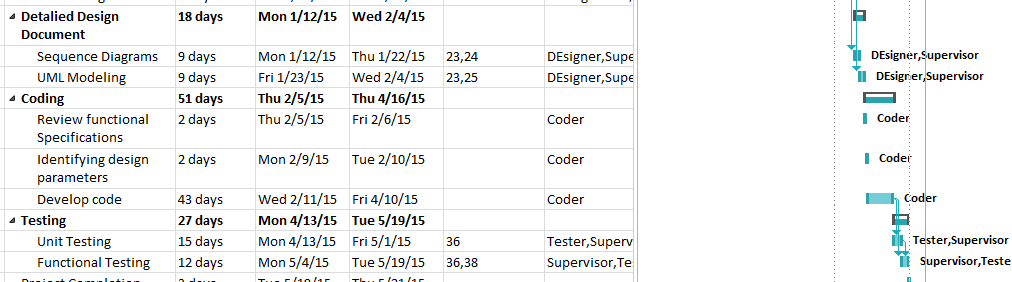 Detalied Design Document 18 days Mon 1/12/15 Wed 2/4/15
Sequence Diagrams 9 days Mon 1/12/15 Thu 1/22/15 23,24 DEsigner,Supe DEsigner,Supervisor
UML Modeling 9 days Fri 1/23/15 Wed 2/4/15 23,25 DEsigner,Supe DEsigner,Supervisor
Coding 51 days Thu 2/5/15 Thu 4/16/15
Review functional Specifications 2 days Thu 2/5/15 Fri 2/6/15 Coder Coder
Identifying design parameters 2 days Mon 2/9/15 Tue 2/10/15 Coder Coder
Develop code 43 days Wed 2/11/15 Fri 4/10/15 Coder Coder
Testing 27 days Mon 4/13/15 Tue 5/19/15
Unit Testing 15 days Mon 4/13/15 Fri 5/1/15 36 Tester,Superv Tester,Supervisor
Functional Testing 12 days Mon 5/4/15 Tue 5/19/15 36,38 Supervisor,Tes Supervisor,Teste